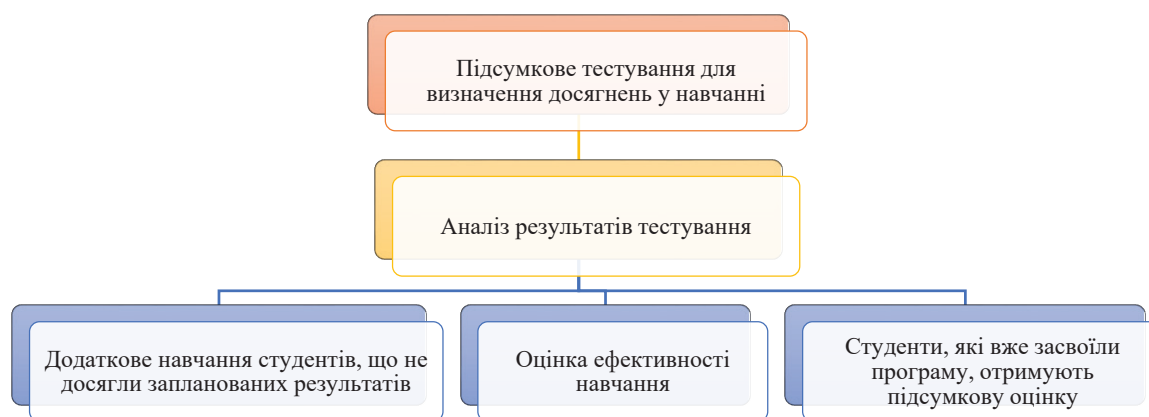 Підсумкове тестування для
визначення досягнень у навчанні
Аналіз результатів тестування
Додаткове навчання студентів, що не
досягли запланованих результатів
Оцінка ефективності
навчання
Студенти, які вже засвоїли
програму, отримують
підсумкову оцінку